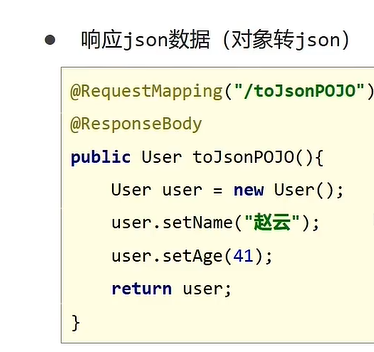 ● 响应json数据（对象转json）
@RequestMapping("/toJsonPOJO")
@ResponseBody
public User toJsonPOJO(){
    User user = new User();
    user.setName("赵云");
    user.setAge(41);
    return user;
}